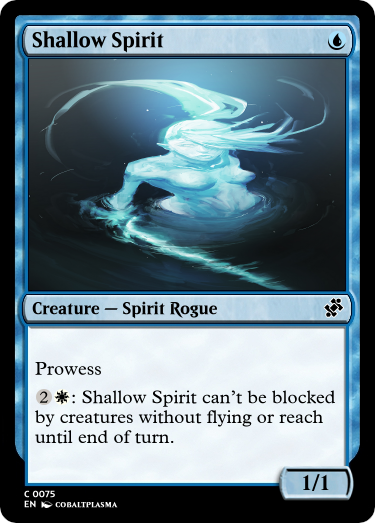 Shallow Spirit
Creature — Spirit Rogue
Prowess
2: Shallow Spirit can't be blocked
by creatures without flying or reach
until end of turn.
1/1
C 0075
EN COBALTPLASMA